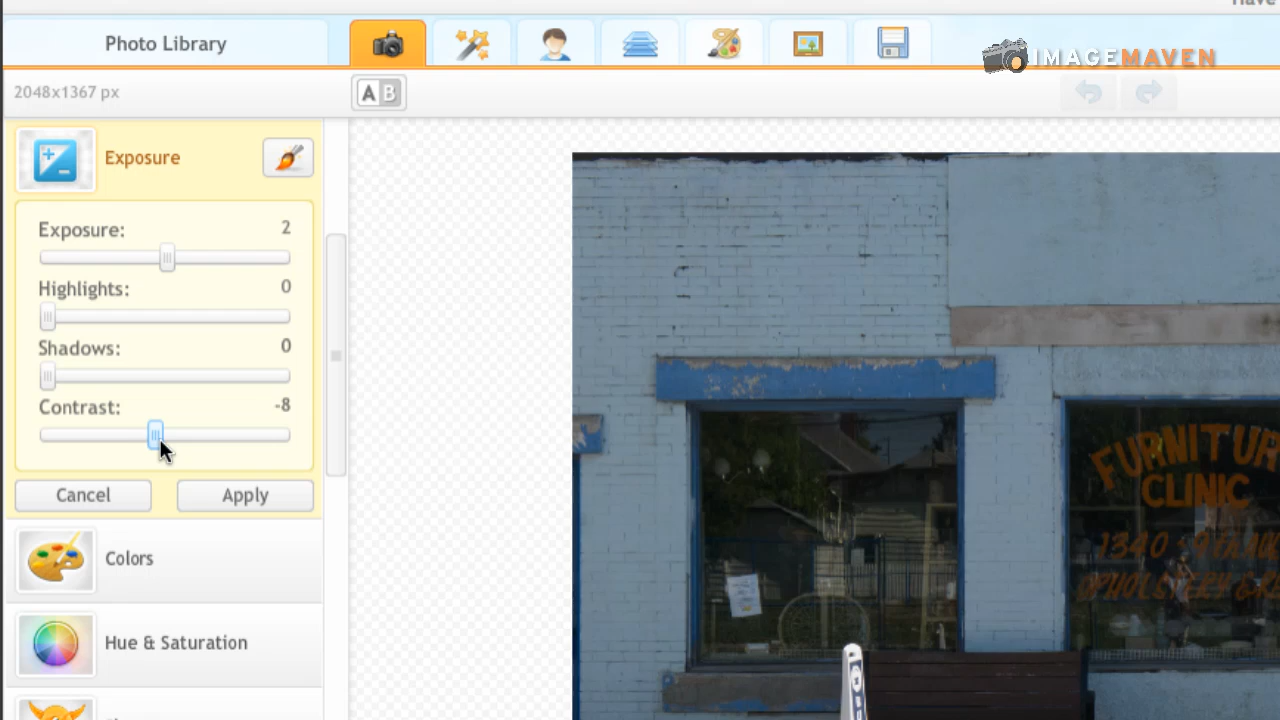 Photo Library
IMAGEMAVEN
2048x1367 px
A B
Exposure
Exposure: 2
Highlights: 0
Shadows: 0
Contrast: -8
Cancel
Apply
Colors
Hue & Saturation
FURNITUR
CLINIC
1340